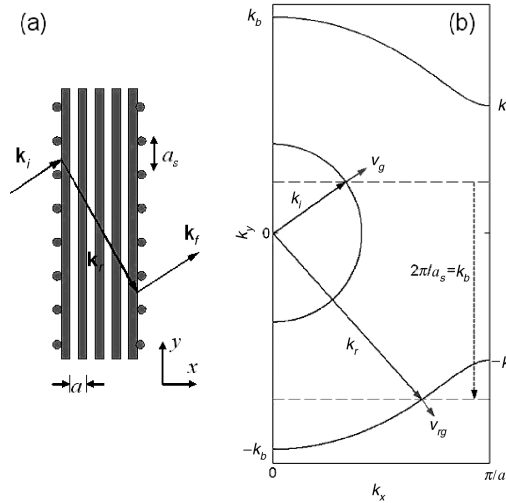 (a)
k_i
a_s
k_r
k_f
y
x
a
(b)
k_b
k
v_g
k_i
k_y
0
2π/a_s=k_b
k_r
-k
v_rg
-k_b
0
k_x
π/a